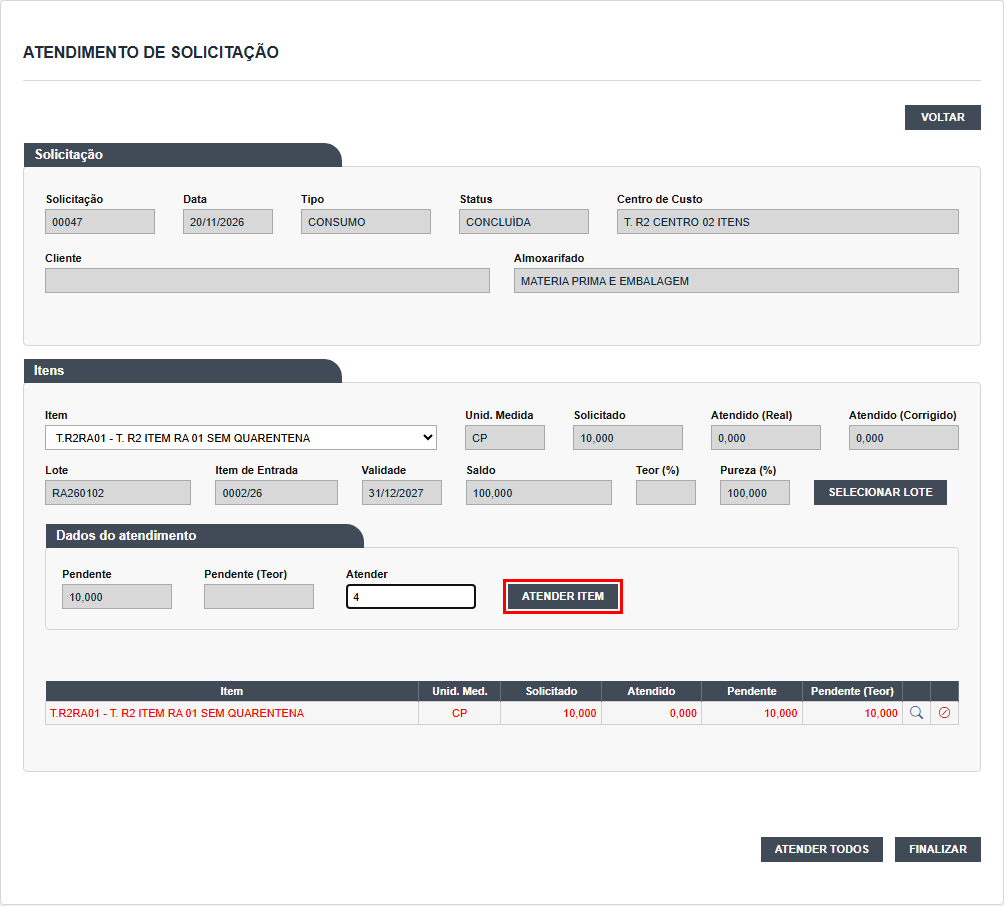 ATENDIMENTO DE SOLICITAÇÃO
VOLTAR
Solicitação
Solicitação Data Tipo Status Centro de Custo
00047 20/11/2026 CONSUMO CONCLUÍDA T. R2 CENTRO 02 ITENS
Cliente Almoxarifado
MATERIA PRIMA E EMBALAGEM
Itens
Item Unid. Medida Solicitado Atendido (Real) Atendido (Corrigido)
T.R2RA01 - T. R2 ITEM RA 01 SEM QUARENTENA CP 10,000 0,000 0,000
Lote Item de Entrada Validade Saldo Teor (%) Pureza (%)
RA260102 0002/26 31/12/2027 100,000 100,000 SELECIONAR LOTE
Dados do atendimento
Pendente Pendente (Teor) Atender
10,000 4 ATENDER ITEM
Item Unid. Med. Solicitado Atendido Pendente Pendente (Teor)
T.R2RA01 - T. R2 ITEM RA 01 SEM QUARENTENA CP 10,000 0,000 10,000 10,000
ATENDER TODOS FINALIZAR